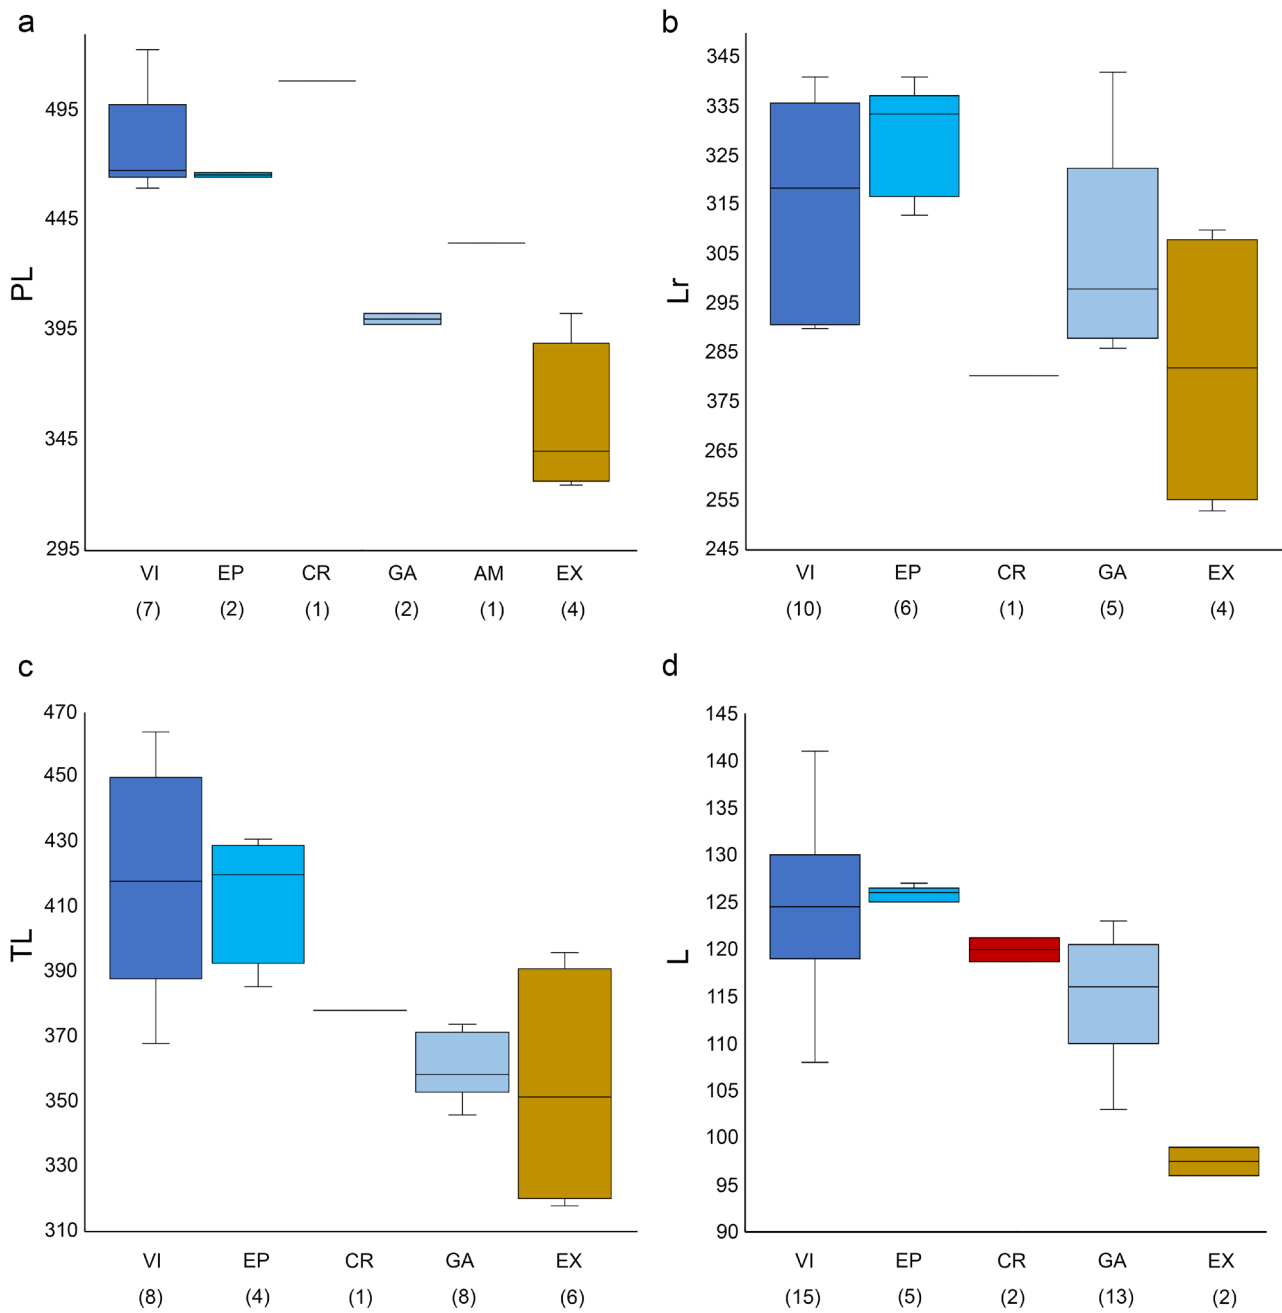 a
PL
495
445
395
345
295
VI EP CR GA AM EX
(7) (2) (1) (2) (1) (4)
b
Lr
345
335
325
315
305
295
285
375
265
255
245
VI EP CR GA EX
(10) (6) (1) (5) (4)
c
TL
470
450
430
410
390
370
350
330
310
VI EP CR GA EX
(8) (4) (1) (8) (6)
d
L
145
140
135
130
125
120
115
110
105
100
95
90
VI EP CR GA EX
(15) (5) (2) (13) (2)